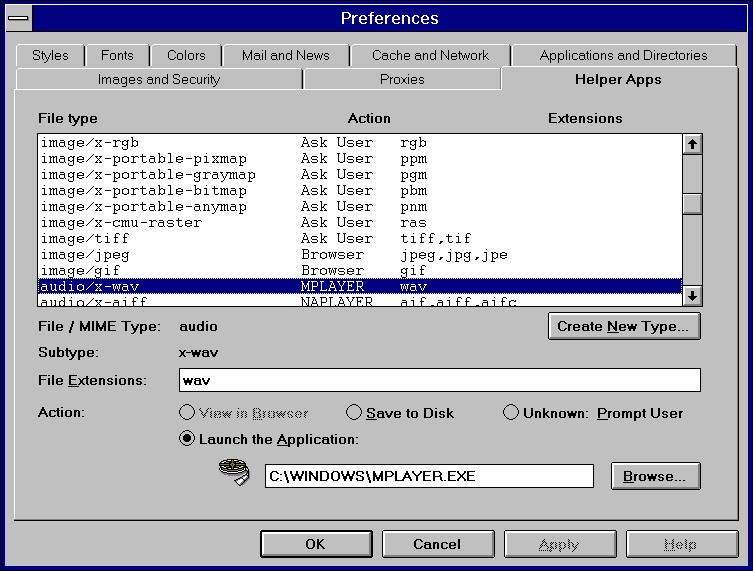 Preferences
Styles Fonts Colors Mail and News Cache and Network Applications and Directories
Images and Security Proxies Helper Apps
File type Action Extensions
image/x-rgb Ask User rgb
image/x-portable-pixmap Ask User ppm
image/x-portable-graymap Ask User pgm
image/x-portable-bitmap Ask User pbm
image/x-portable-anymap Ask User pnm
image/x-cmu-raster Ask User ras
image/tiff Ask User tiff,tif
image/jpeg Browser jpeg,jpg,jpe
image/gif Browser gif
audio/x-wav MPLAYER wav
audio/x-aiff NAPLAYER aif,aiff,aifc
File / MIME Type: audio Create New Type...
Subtype: x-wav
File Extensions: wav
Action: View in Browser Save to Disk Unknown: Prompt User
Launch the Application:
C:\WINDOWS\MPLAYER.EXE Browse...
OK Cancel Apply Help